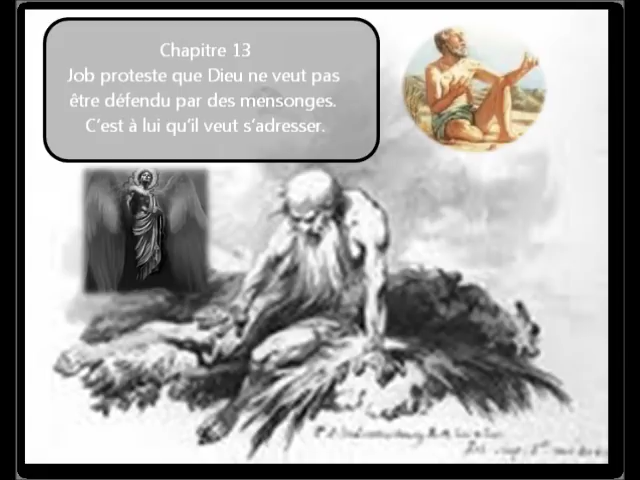 Chapitre 13
Job proteste que Dieu ne veut pas
être défendu par des mensonges.
C'est à lui qu'il veut s'adresser.